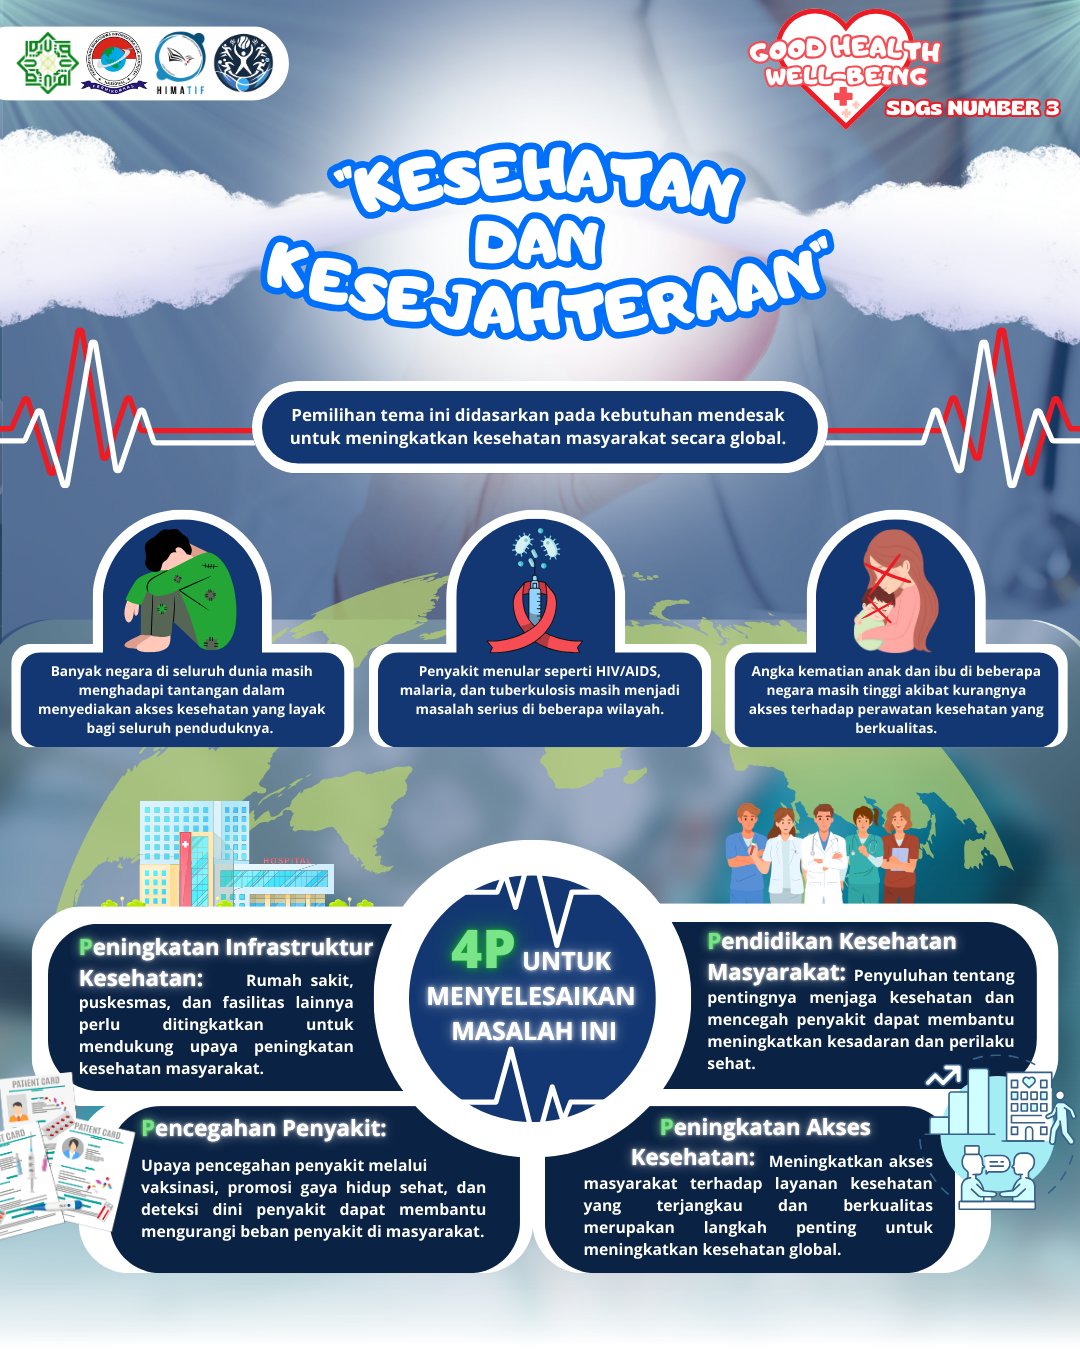 HIMATIF
GOOD HEALTH
WELL-BEING
SDGs NUMBER 3
"KESEHATAN
DAN
KESEJAHTERAAN"
Pemilihan tema ini didasarkan pada kebutuhan mendesak
untuk meningkatkan kesehatan masyarakat secara global.
Banyak negara di seluruh dunia masih
menghadapi tantangan dalam
menyediakan akses kesehatan yang layak
bagi seluruh penduduknya.
Penyakit menular seperti HIV/AIDS,
malaria, dan tuberkulosis masih menjadi
masalah serius di beberapa wilayah.
Angka kematian anak dan ibu di beberapa
negara masih tinggi akibat kurangnya
akses terhadap perawatan kesehatan yang
berkualitas.
HOSPITAL
4P UNTUK
MENYELESAIKAN
MASALAH INI
Peningkatan Infrastruktur
Kesehatan: Rumah sakit,
puskesmas, dan fasilitas lainnya
perlu ditingkatkan untuk
mendukung upaya peningkatan
kesehatan masyarakat.
Pendidikan Kesehatan
Masyarakat: Penyuluhan tentang
pentingnya menjaga kesehatan dan
mencegah penyakit dapat membantu
meningkatkan kesadaran dan perilaku
sehat.
PATIENT CARD
PATIENT CARD
NT CARD
Pencegahan Penyakit:
Upaya pencegahan penyakit melalui
vaksinasi, promosi gaya hidup sehat, dan
deteksi dini penyakit dapat membantu
mengurangi beban penyakit di masyarakat.
Peningkatan Akses
Kesehatan: Meningkatkan akses
masyarakat terhadap layanan kesehatan
yang terjangkau dan berkualitas
merupakan langkah penting untuk
meningkatkan kesehatan global.